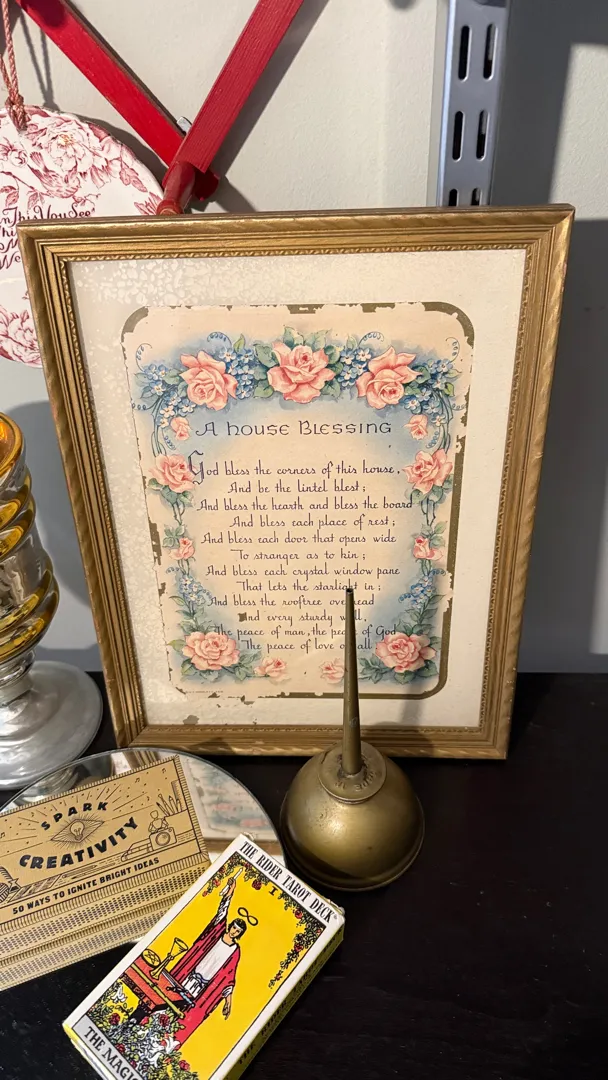 This You See
A HOUSE BLESSING
God bless the corners of this house,
And be the lintel blest;
And bless the hearth and bless the board
And bless each place of rest;
And bless each door that opens wide
To stranger as to kin;
And bless each crystal window pane
That lets the starlight in;
And bless the rooftree overhead
And every sturdy wall,
The peace of man, the peace of God
The peace of love on all.
SPARK
CREATIVITY
50 WAYS TO IGNITE BRIGHT IDEAS
THE RIDER TAROT DECK
I
THE MAGIC